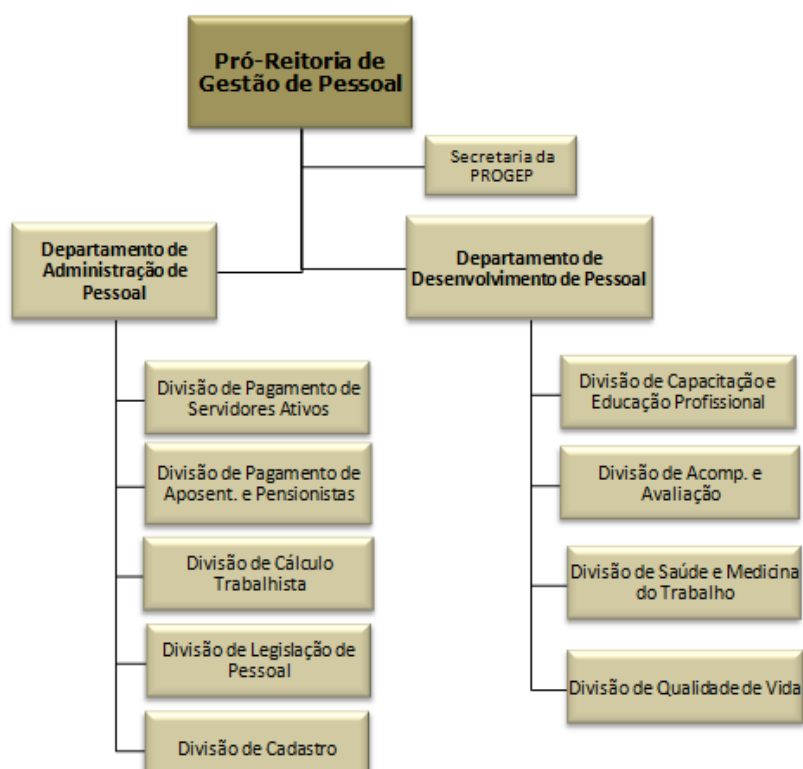 Pró-Reitoria de
Gestão de Pessoal
Secretaria da
PROGEP
Departamento de
Administração de
Pessoal
Departamento de
Desenvolvimento de Pessoal
Divisão de Pagamento de
Servidores Ativos
Divisão de Pagamento de
Aposent. e Pensionistas
Divisão de Cálculo
Trabalhista
Divisão de Legislação de
Pessoal
Divisão de Cadastro
Divisão de Capacitação e
Educação Profissional
Divisão de Acomp. e
Avaliação
Divisão de Saúde e Medicina
do Trabalho
Divisão de Qualidade de Vida